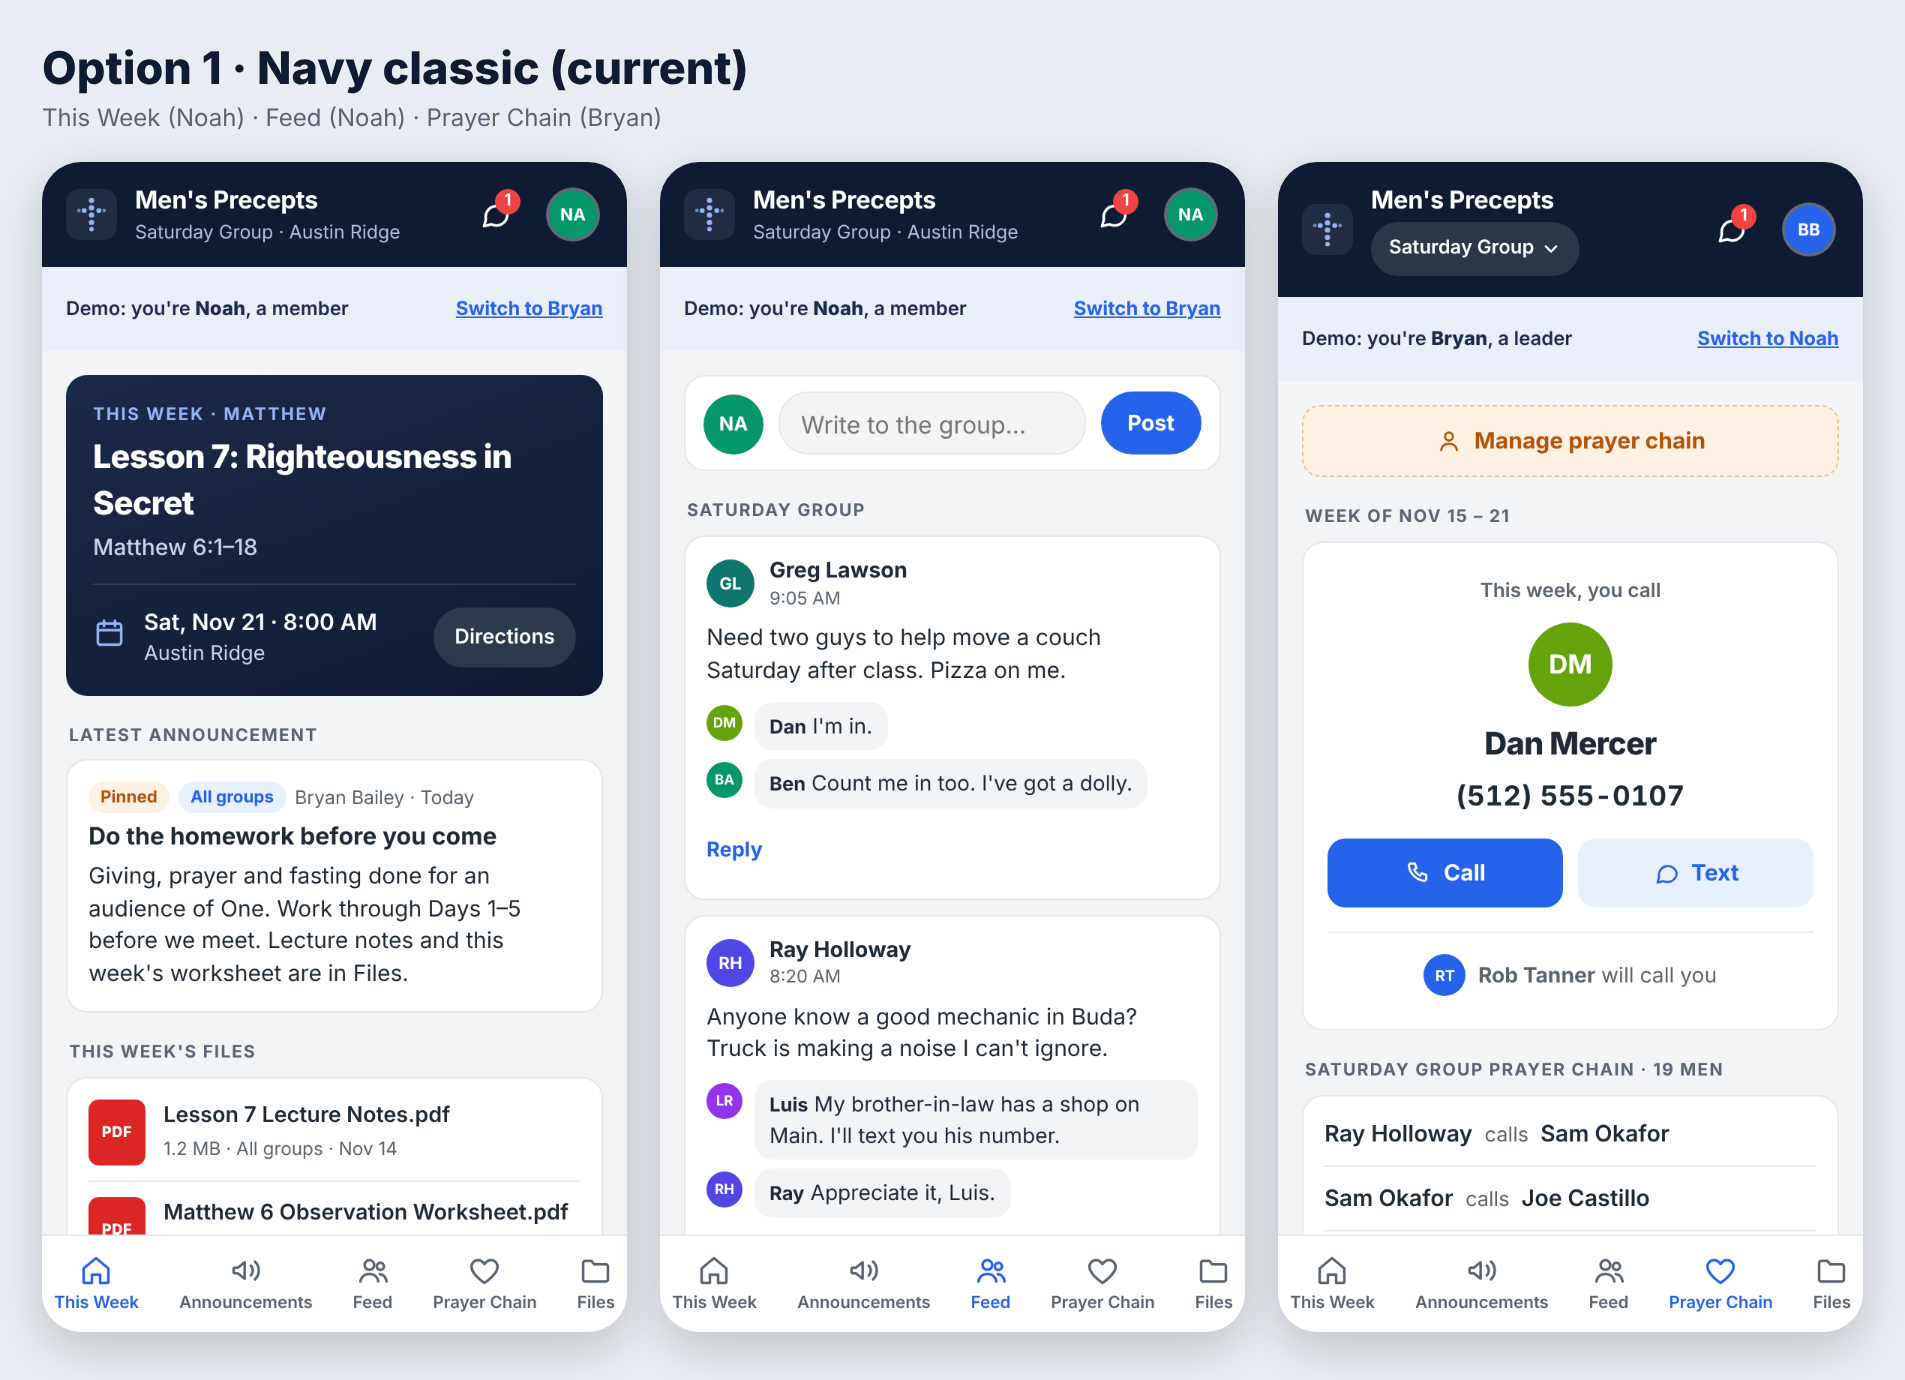 Option 1 · Navy classic (current)
This Week (Noah) · Feed (Noah) · Prayer Chain (Bryan)
Men's Precepts
Saturday Group · Austin Ridge
1
NA
Demo: you're Noah, a member
Switch to Bryan
THIS WEEK · MATTHEW
Lesson 7: Righteousness in
Secret
Matthew 6:1–18
Sat, Nov 21 · 8:00 AM
Austin Ridge
Directions
LATEST ANNOUNCEMENT
Pinned All groups Bryan Bailey · Today
Do the homework before you come
Giving, prayer and fasting done for an
audience of One. Work through Days 1–5
before we meet. Lecture notes and this
week's worksheet are in Files.
THIS WEEK'S FILES
PDF
Lesson 7 Lecture Notes.pdf
1.2 MB · All groups · Nov 14
PDF
Matthew 6 Observation Worksheet.pdf
This Week
Announcements
Feed
Prayer Chain
Files
Men's Precepts
Saturday Group · Austin Ridge
1
NA
Demo: you're Noah, a member
Switch to Bryan
NA
Write to the group...
Post
SATURDAY GROUP
GL
Greg Lawson
9:05 AM
Need two guys to help move a couch
Saturday after class. Pizza on me.
DM
Dan I'm in.
BA
Ben Count me in too. I've got a dolly.
Reply
RH
Ray Holloway
8:20 AM
Anyone know a good mechanic in Buda?
Truck is making a noise I can't ignore.
LR
Luis My brother-in-law has a shop on
Main. I'll text you his number.
RH
Ray Appreciate it, Luis.
This Week
Announcements
Feed
Prayer Chain
Files
Men's Precepts
Saturday Group
1
BB
Demo: you're Bryan, a leader
Switch to Noah
Manage prayer chain
WEEK OF NOV 15 – 21
This week, you call
DM
Dan Mercer
(512) 555-0107
Call
Text
RT
Rob Tanner will call you
SATURDAY GROUP PRAYER CHAIN · 19 MEN
Ray Holloway calls Sam Okafor
Sam Okafor calls Joe Castillo
This Week
Announcements
Feed
Prayer Chain
Files